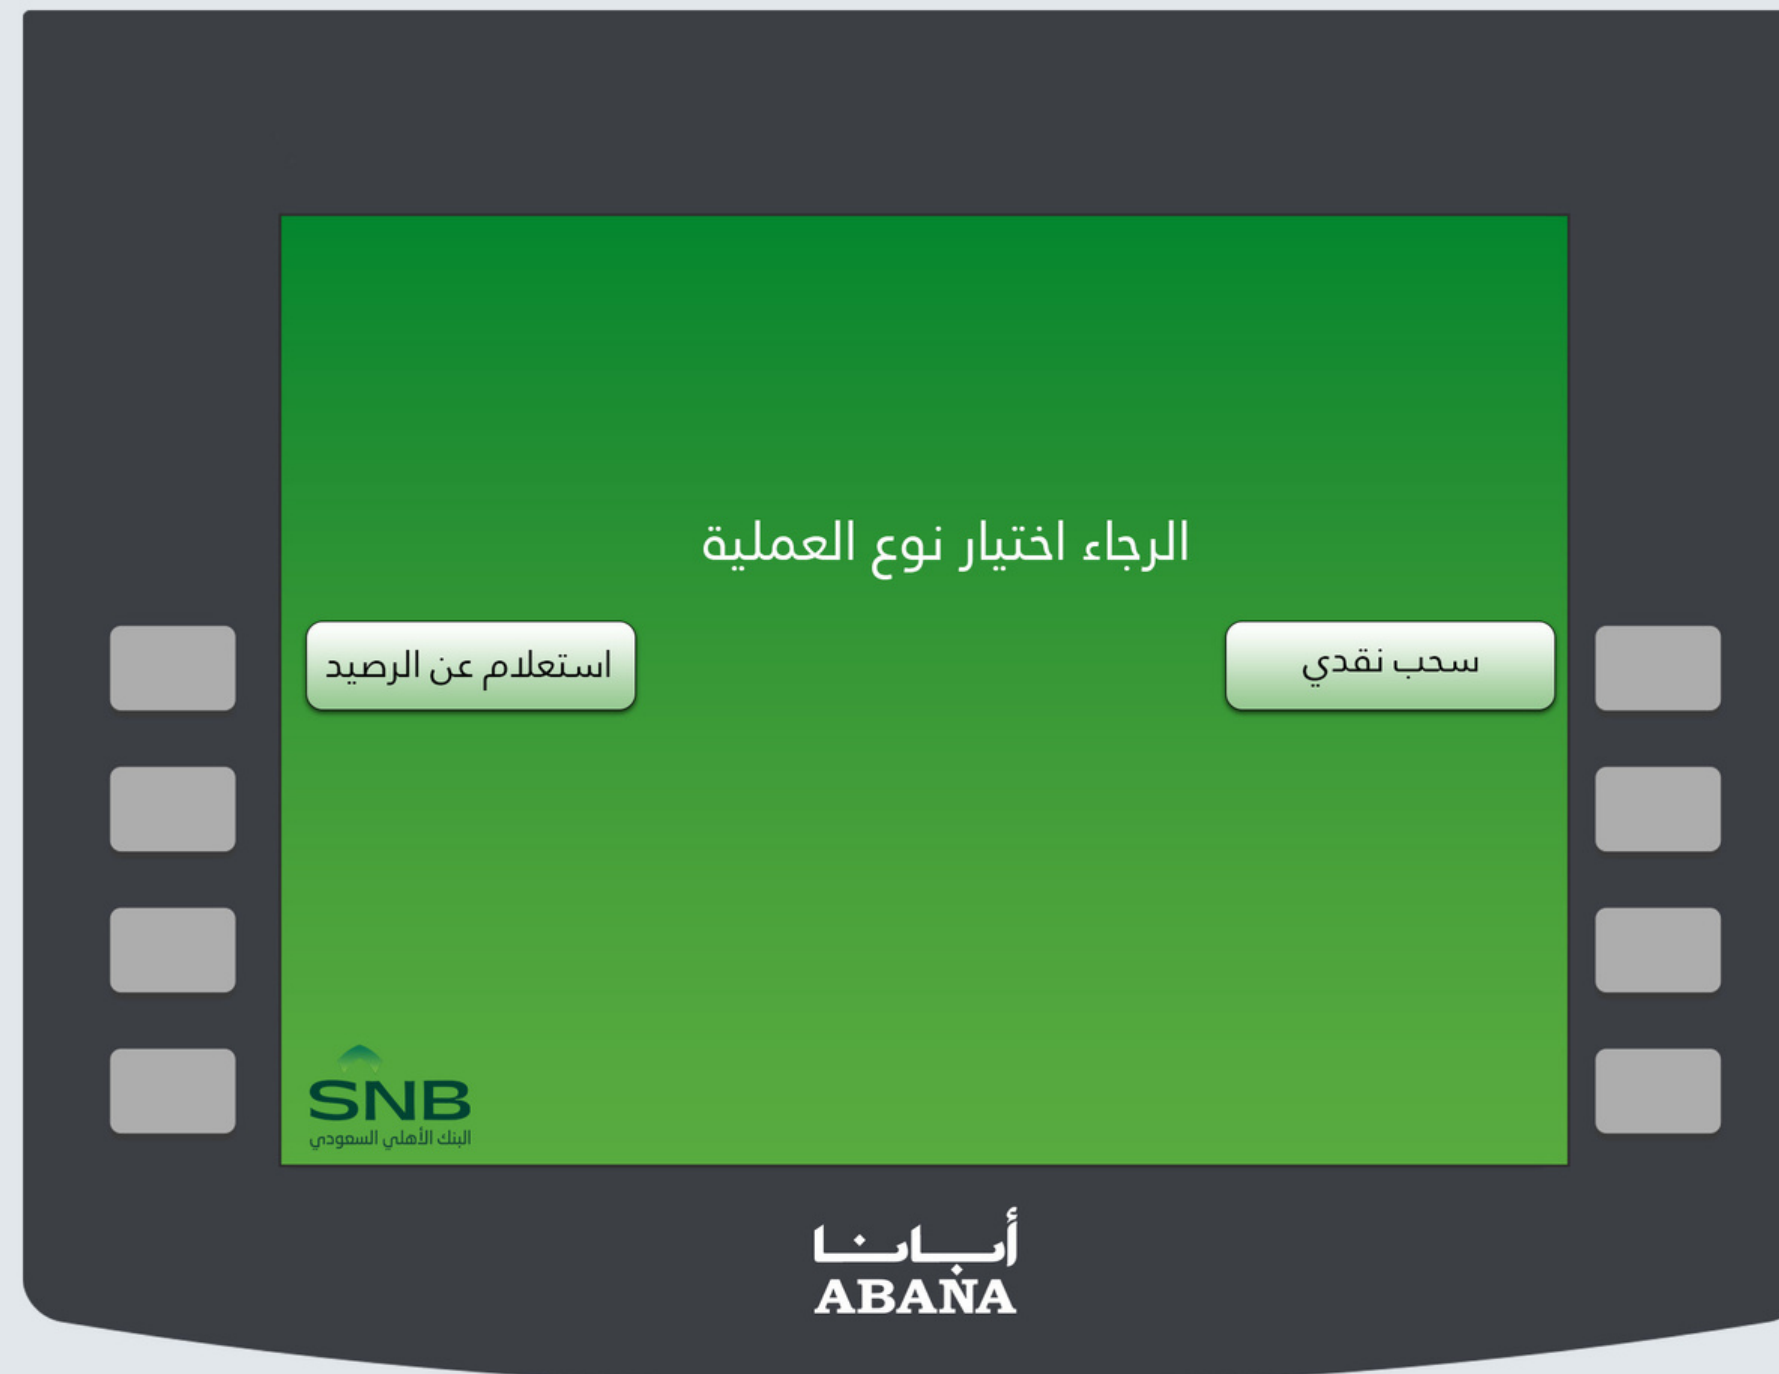 الرجاء اختيار نوع العملية
سحب نقدي
استعلام عن الرصيد
SNB
البنك الأهلي السعودي
أبانا
ABANA